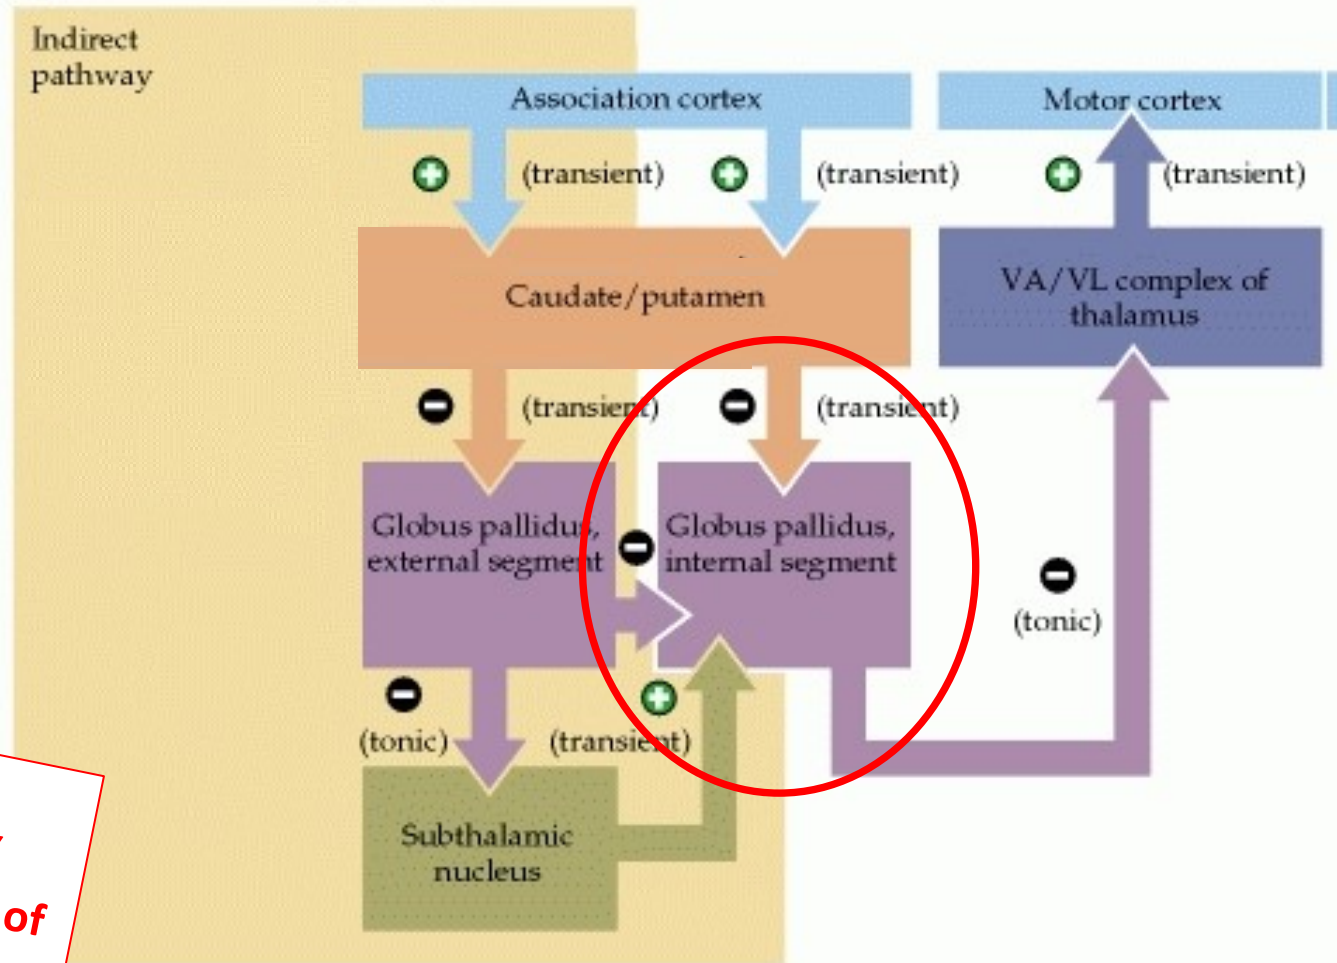 Indirect
pathway
Association cortex
Motor cortex
(transient)
(transient)
(transient)
Caudate/putamen
VA/VL complex of
thalamus
(transient)
(transient)
Globus pallidus,
external segment
Globus pallidus,
internal segment
(tonic)
(tonic)
(transient)
Subthalamic
nucleus
of